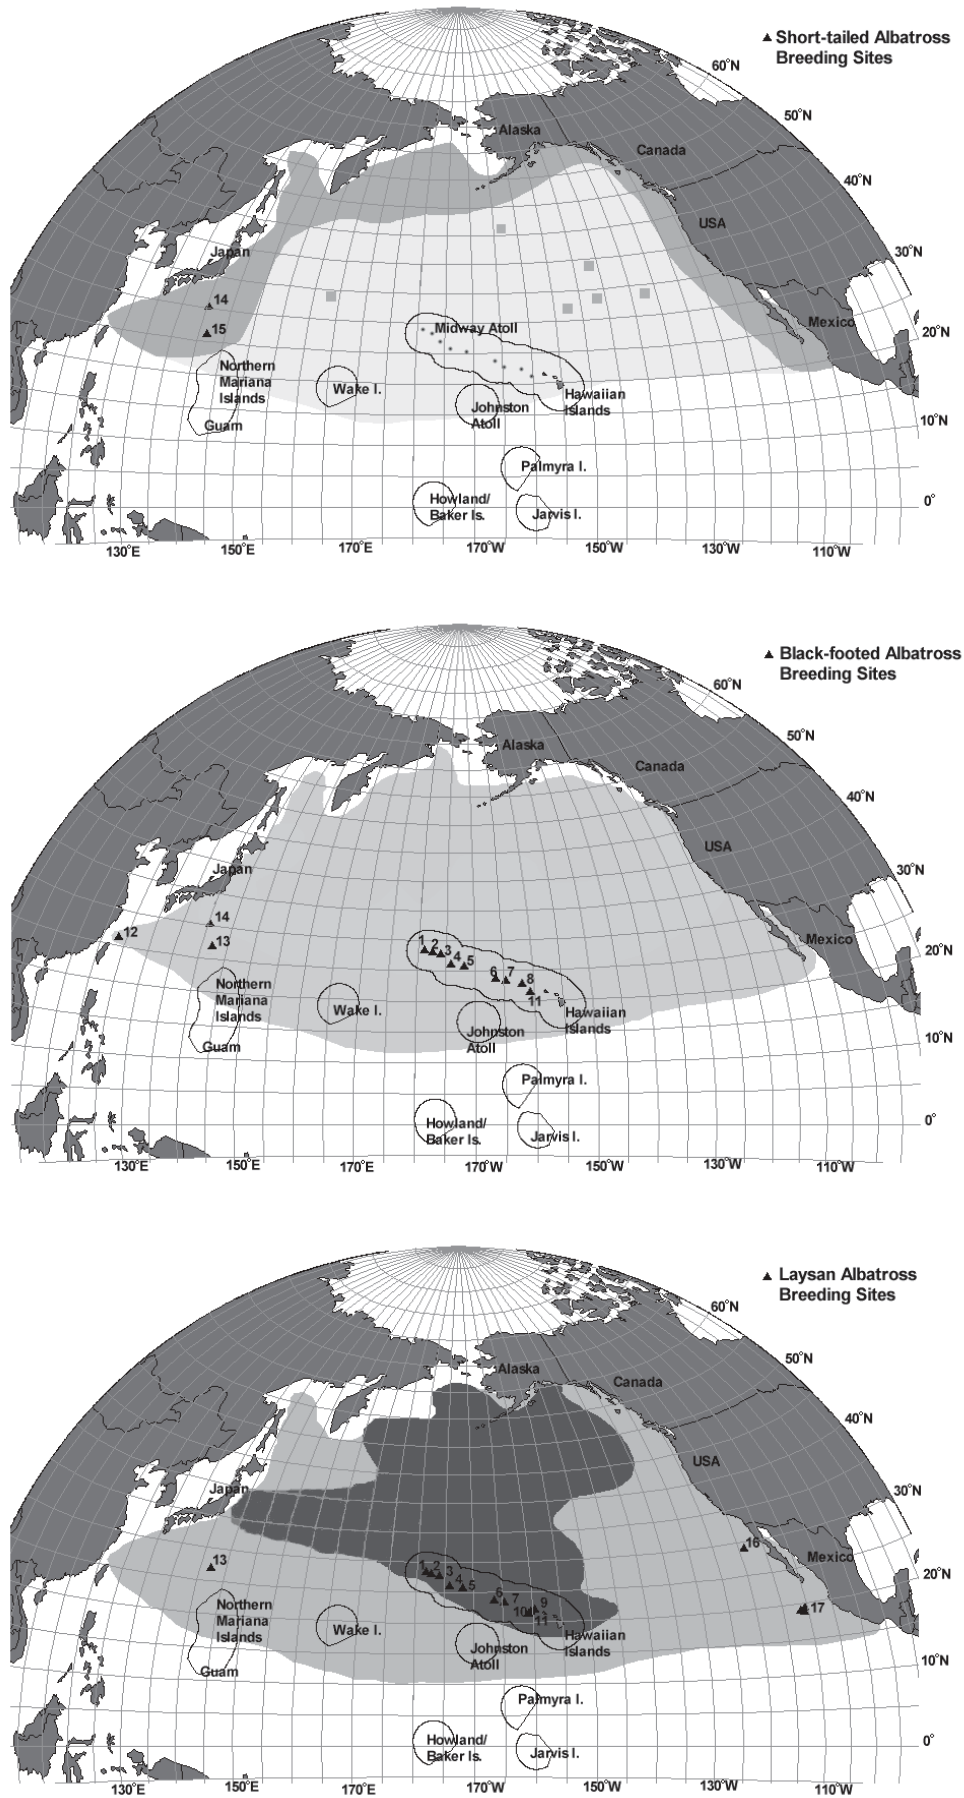 ▲ Short-tailed Albatross
Breeding Sites
60°N
50°N
Alaska
Canada
40°N
USA
30°N
Japan
14
15
Midway Atoll
Mexico
20°N
Northern
Mariana
Islands
Wake I.
Hawaiian
Islands
Johnston
Atoll
10°N
Guam
Palmyra I.
Howland/
Baker Is.
Jarvis I.
0°
130°E 150°E 170°E 170°W 150°W 130°W 110°W
▲ Black-footed Albatross
Breeding Sites
60°N
50°N
Alaska
Canada
40°N
USA
30°N
Japan
14
12
13
1 2 3 4 5 6 7 8
11
Mexico
20°N
Northern
Mariana
Islands
Wake I.
Hawaiian
Islands
Johnston
Atoll
10°N
Guam
Palmyra I.
Howland/
Baker Is.
Jarvis I.
0°
130°E 150°E 170°E 170°W 150°W 130°W 110°W
▲ Laysan Albatross
Breeding Sites
60°N
50°N
Alaska
Canada
40°N
USA
30°N
Japan
16
13
Mexico
1 2 3 4 5 6 7 9
20°N
10
11
17
Northern
Mariana
Islands
Wake I.
Hawaiian
Islands
Johnston
Atoll
10°N
Guam
Palmyra I.
Howland/
Baker Is.
Jarvis I.
0°
130°E 150°E 170°E 170°W 150°W 130°W 110°W